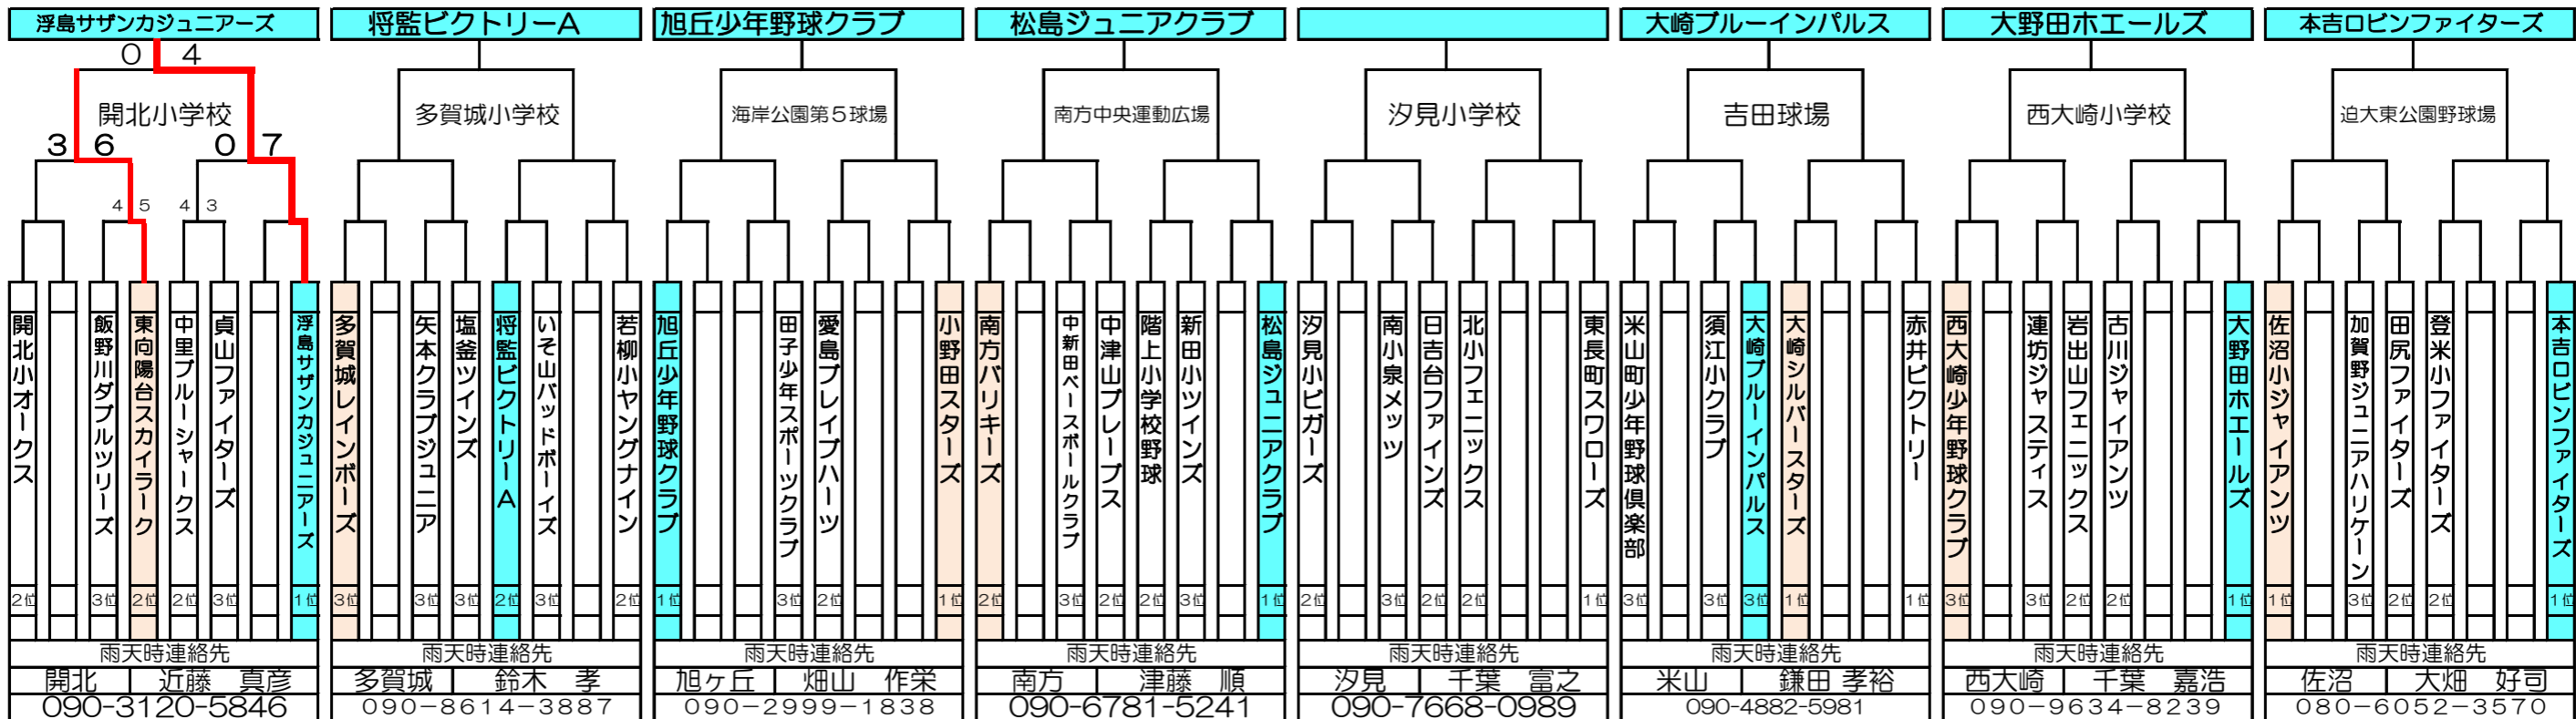 浮島サザンカジュニアーズ 将監ビクトリーA 旭丘少年野球クラブ 松島ジュニアクラブ 大崎ブルーインパルス 大野田ホエールズ 本吉ロビンファイターズ
0 4
開北小学校 多賀城小学校 海岸公園第5球場 南方中央運動広場 汐見小学校 吉田球場 西大崎小学校 迫大東公園野球場
3 6 0 7
4 5 4 3
開北小オークス
飯野川ダブルツリーズ
東向陽台スカイラーク
中里ブルーシャークス
貞山ファイターズ
浮島サザンカジュニアーズ
多賀城レインボーズ
矢本クラブジュニア
塩釜ツインズ
将監ビクトリーA
いそ山バッドボーイズ
若柳小ヤングナイン
旭丘少年野球クラブ
田子少年スポーツクラブ
愛島ブレイブハーツ
小野田スターズ
南方バリキーズ
中新田ベースボールクラブ
中津山ブレーブス
階上小学校野球
新田小ツインズ
松島ジュニアクラブ
汐見小ビガーズ
南小泉メッツ
日吉台ファインズ
北小フェニックス
東長町スワローズ
米山町少年野球倶楽部
須江小クラブ
大崎ブルーインパルス
大崎シルバースターズ
赤井ビクトリー
西大崎少年野球クラブ
連坊ジャスティス
岩出山フェニックス
古川ジャイアンツ
大野田ホエールズ
佐沼小ジャイアンツ
加賀野ジュニアハリケーン
田尻ファイターズ
登米小ファイターズ
本吉ロビンファイターズ
2位 3位 2位 2位 3位 1位 3位 3位 3位 2位 3位 2位 1位 3位 2位 1位 2位 3位 2位 2位 3位 1位 2位 3位 2位 2位 1位 3位 3位 3位 1位 1位 3位 3位 2位 2位 1位 1位 3位 2位 2位 1位
雨天時連絡先 雨天時連絡先 雨天時連絡先 雨天時連絡先 雨天時連絡先 雨天時連絡先 雨天時連絡先 雨天時連絡先
開北 近藤 真彦 多賀城 鈴木 孝 旭ヶ丘 畑山 作栄 南方 津藤 順 汐見 千葉 富之 米山 鎌田 孝裕 西大崎 千葉 嘉浩 佐沼 大畑 好司
090-3120-5846 090-8614-3887 090-2999-1838 090-6781-5241 090-7668-0989 090-4882-5981 090-9634-8239 080-6052-3570